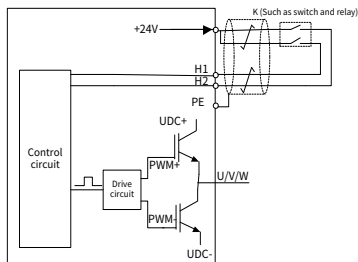 K (Such as switch and relay)
+24V
H1
H2
PE
UDC+
Control
circuit
PWM+
Drive
circuit
U/V/W
PWM-
UDC-